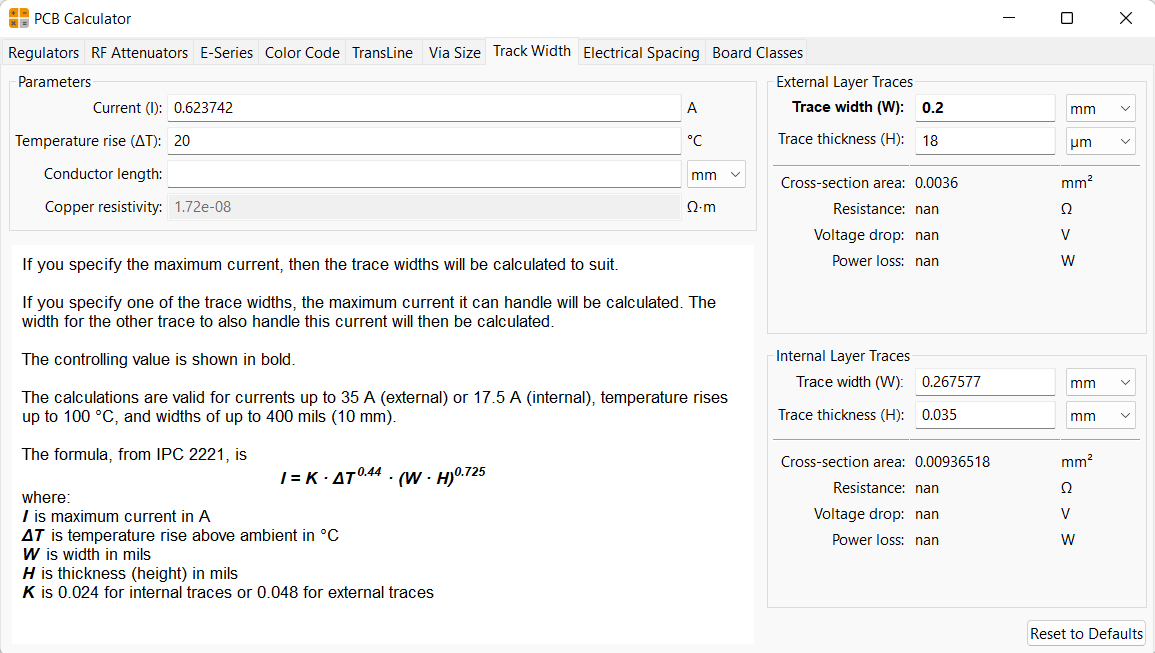 PCB Calculator
Regulators RF Attenuators E-Series Color Code TransLine Via Size Track Width Electrical Spacing Board Classes
Parameters
Current (I): 0.623742 A
Temperature rise (ΔT): 20 °C
Conductor length: mm
Copper resistivity: 1.72e-08 Ω·m
If you specify the maximum current, then the trace widths will be calculated to suit.
If you specify one of the trace widths, the maximum current it can handle will be calculated. The
width for the other trace to also handle this current will then be calculated.
The controlling value is shown in bold.
The calculations are valid for currents up to 35 A (external) or 17.5 A (internal), temperature rises
up to 100 °C, and widths of up to 400 mils (10 mm).
The formula, from IPC 2221, is
I = K · ΔT^0.44 · (W · H)^0.725
where:
I is maximum current in A
ΔT is temperature rise above ambient in °C
W is width in mils
H is thickness (height) in mils
K is 0.024 for internal traces or 0.048 for external traces
External Layer Traces
Trace width (W): 0.2 mm
Trace thickness (H): 18 µm
Cross-section area: 0.0036 mm²
Resistance: nan Ω
Voltage drop: nan V
Power loss: nan W
Internal Layer Traces
Trace width (W): 0.267577 mm
Trace thickness (H): 0.035 mm
Cross-section area: 0.00936518 mm²
Resistance: nan Ω
Voltage drop: nan V
Power loss: nan W
Reset to Defaults